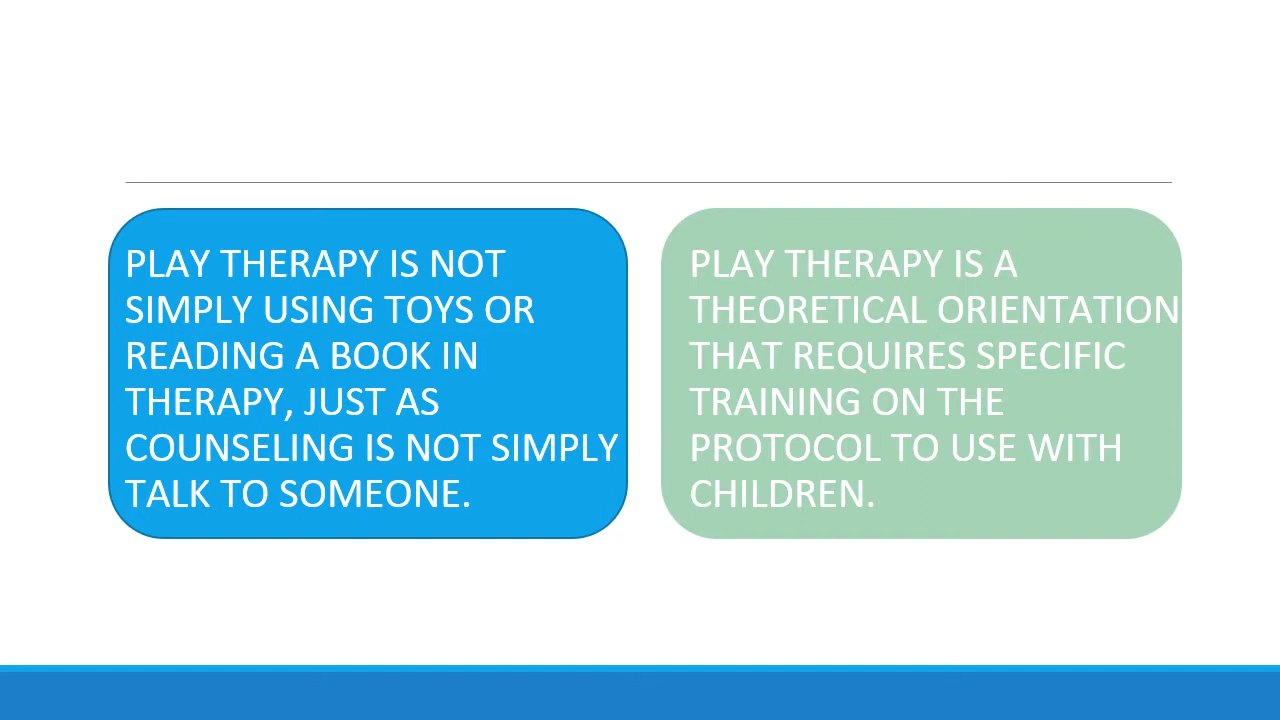 PLAY THERAPY IS NOT
SIMPLY USING TOYS OR
READING A BOOK IN
THERAPY, JUST AS
COUNSELING IS NOT SIMPLY
TALK TO SOMEONE.
PLAY THERAPY IS A
THEORETICAL ORIENTATION
THAT REQUIRES SPECIFIC
TRAINING ON THE
PROTOCOL TO USE WITH
CHILDREN.